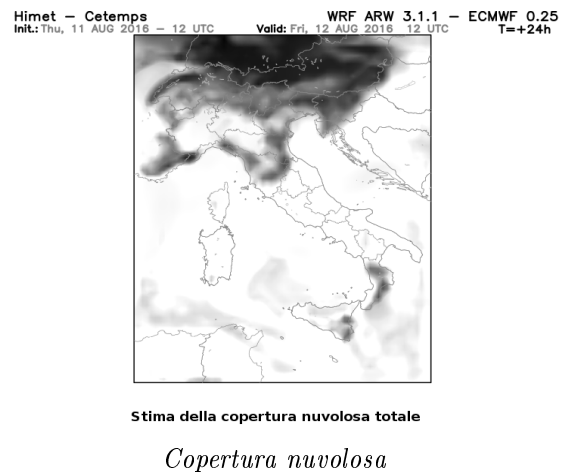 Himet – Cetemps WRF ARW 3.1.1 – ECMWF 0.25
Init.: Thu, 11 AUG 2016 – 12 UTC Valid: Fri, 12 AUG 2016 12 UTC T=+24h
Stima della copertura nuvolosa totale
Copertura nuvolosa